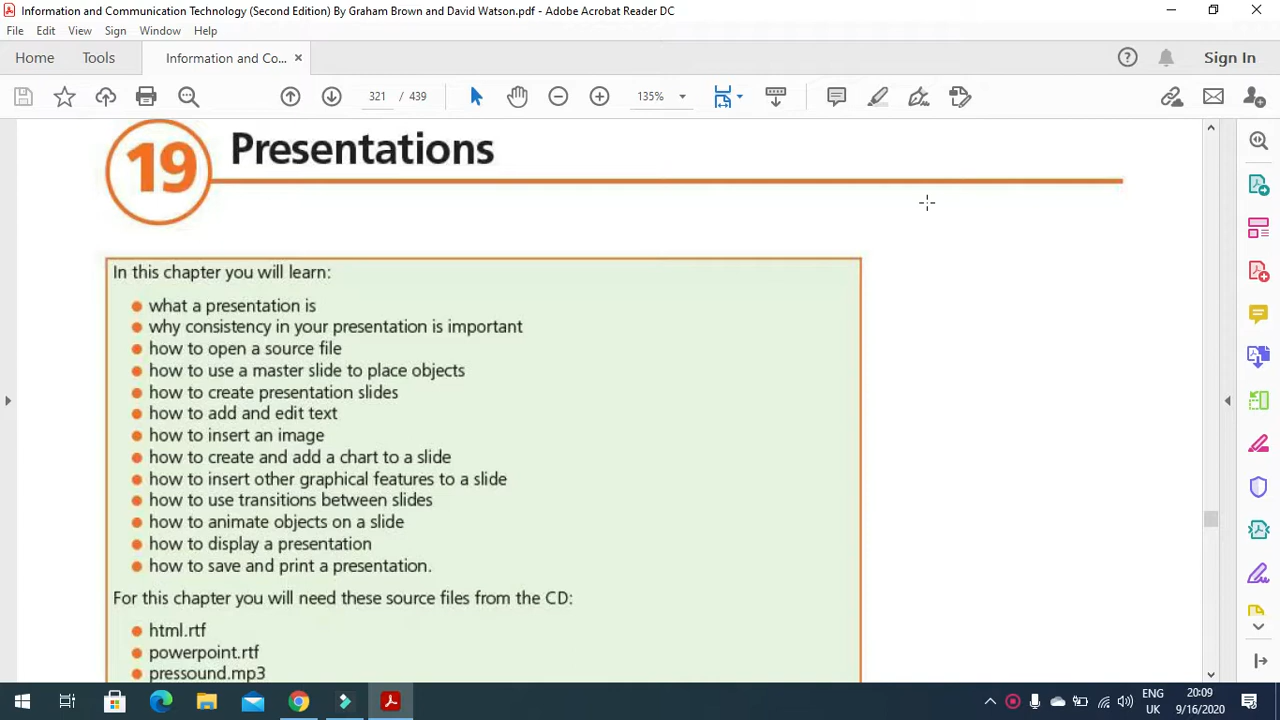 Information and Communication Technology (Second Edition) By Graham Brown and David Watson.pdf - Adobe Acrobat Reader DC
File Edit View Sign Window Help
Home Tools Information and Co... × Sign In
321 / 439 135%
19 Presentations
In this chapter you will learn:
● what a presentation is
● why consistency in your presentation is important
● how to open a source file
● how to use a master slide to place objects
● how to create presentation slides
● how to add and edit text
● how to insert an image
● how to create and add a chart to a slide
● how to insert other graphical features to a slide
● how to use transitions between slides
● how to animate objects on a slide
● how to display a presentation
● how to save and print a presentation.
For this chapter you will need these source files from the CD:
● html.rtf
● powerpoint.rtf
● pressound.mp3
ENG 20:09
UK 9/16/2020